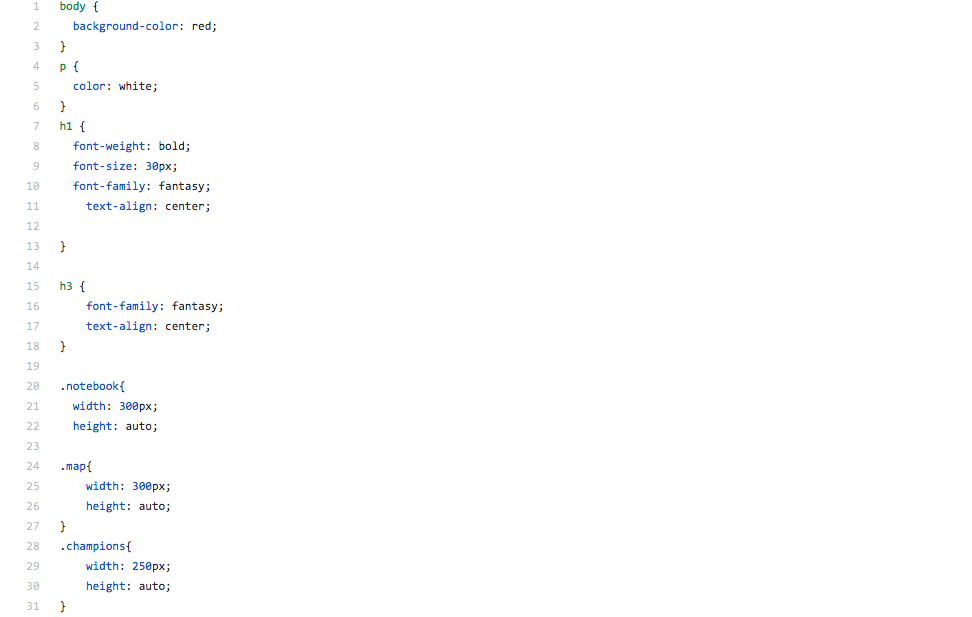 1 body {
2   background-color: red;
3 }
4 p {
5   color: white;
6 }
7 h1 {
8   font-weight: bold;
9   font-size: 30px;
10   font-family: fantasy;
11     text-align: center;
12
13 }
14
15 h3 {
16     font-family: fantasy;
17     text-align: center;
18 }
19
20 .notebook{
21   width: 300px;
22   height: auto;
23
24 .map{
25     width: 300px;
26     height: auto;
27 }
28 .champions{
29     width: 250px;
30     height: auto;
31 }